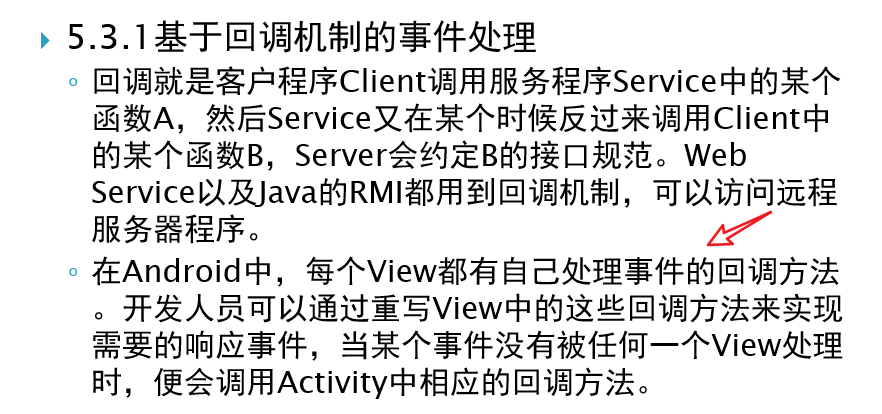 5.3.1基于回调机制的事件处理
回调就是客户程序Client调用服务程序Service中的某个
函数A，然后Service又在某个时候反过来调用Client中
的某个函数B，Server会约定B的接口规范。Web
Service以及Java的RMI都用到回调机制，可以访问远程
服务器程序。
在Android中，每个View都有自己处理事件的回调方法
。开发人员可以通过重写View中的这些回调方法来实现
需要的响应事件，当某个事件没有被任何一个View处理
时，便会调用Activity中相应的回调方法。